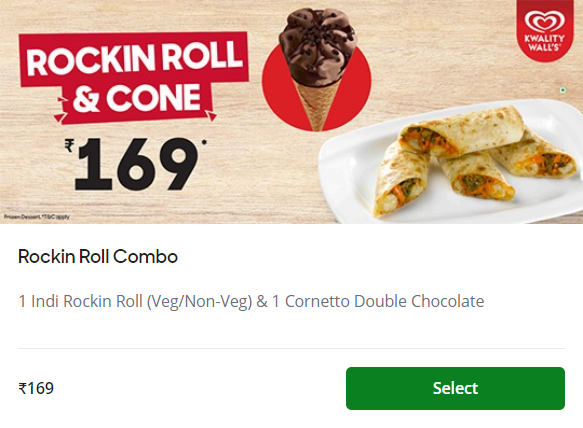 ROCKIN ROLL
& CONE
₹169*
KWALITY
WALL'S
Frozen Dessert. *T&C apply
Rockin Roll Combo
1 Indi Rockin Roll (Veg/Non-Veg) & 1 Cornetto Double Chocolate
₹169
Select